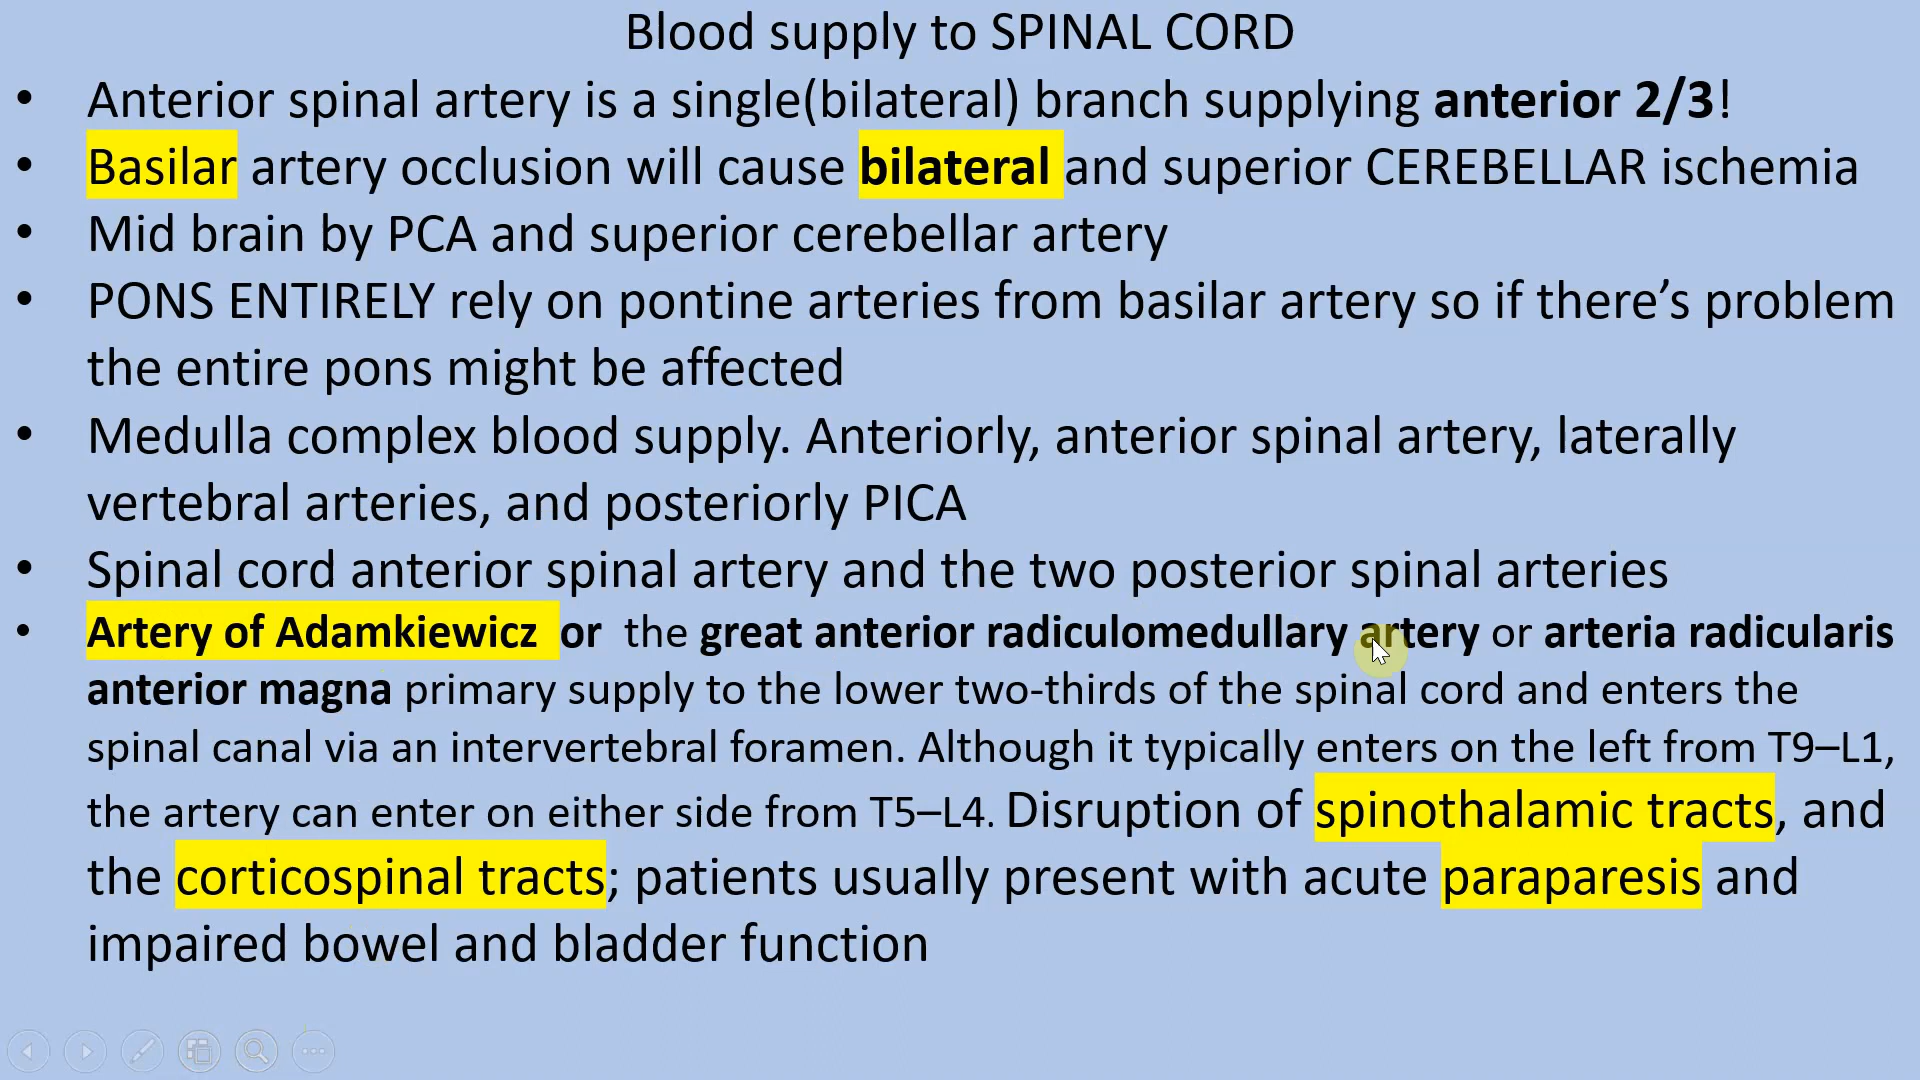 Blood supply to SPINAL CORD
• Anterior spinal artery is a single(bilateral) branch supplying anterior 2/3!
• Basilar artery occlusion will cause bilateral and superior CEREBELLAR ischemia
• Mid brain by PCA and superior cerebellar artery
• PONS ENTIRELY rely on pontine arteries from basilar artery so if there’s problem
the entire pons might be affected
• Medulla complex blood supply. Anteriorly, anterior spinal artery, laterally
vertebral arteries, and posteriorly PICA
• Spinal cord anterior spinal artery and the two posterior spinal arteries
• Artery of Adamkiewicz or the great anterior radiculomedullary artery or arteria radicularis
anterior magna primary supply to the lower two-thirds of the spinal cord and enters the
spinal canal via an intervertebral foramen. Although it typically enters on the left from T9–L1,
the artery can enter on either side from T5–L4. Disruption of spinothalamic tracts, and
the corticospinal tracts; patients usually present with acute paraparesis and
impaired bowel and bladder function